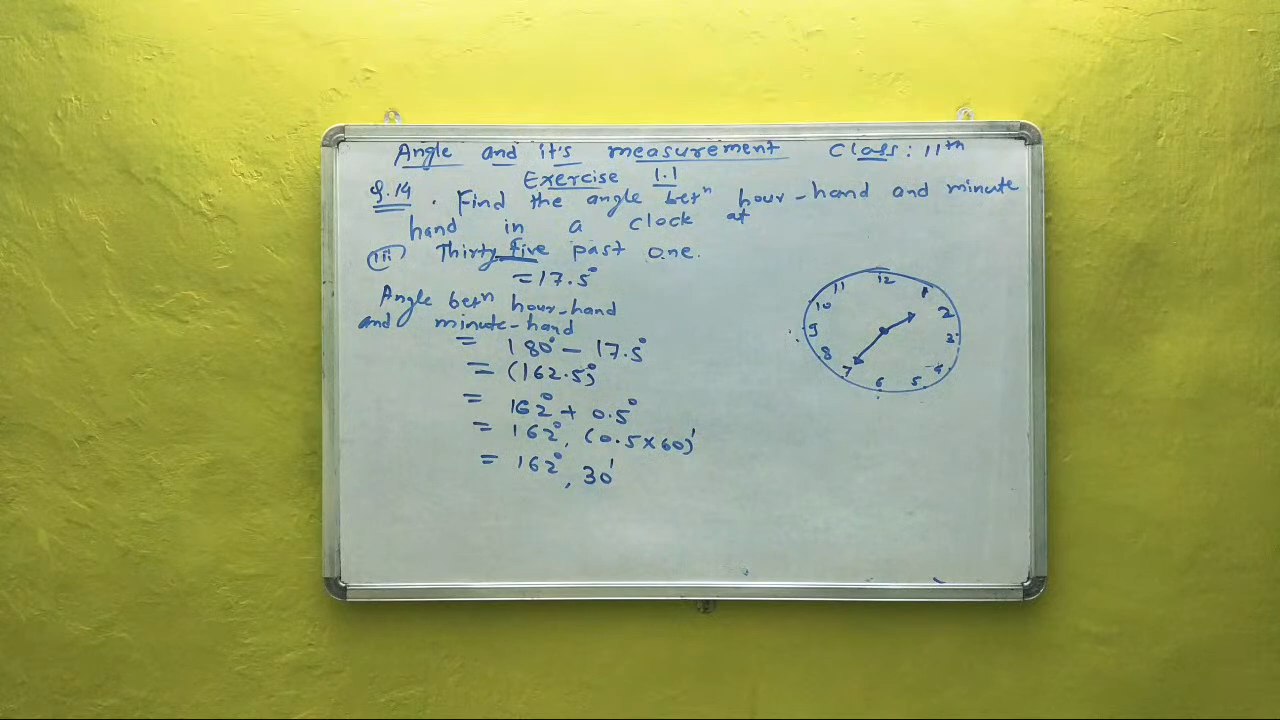 Angle and it's measurement Class: 11th
Exercise 1.1
Q.14. Find the angle betⁿ hour-hand and minute
hand in a clock at
(iii) Thirty Five past one.
= 17.5°
Angle betⁿ hour-hand
and minute-hand
= 180° - 17.5°
= (162.5)°
= 162° + 0.5°
= 162°, (0.5×60)'
= 162°, 30'
12
11 1
10 2
9 3
8 4
7 5
6